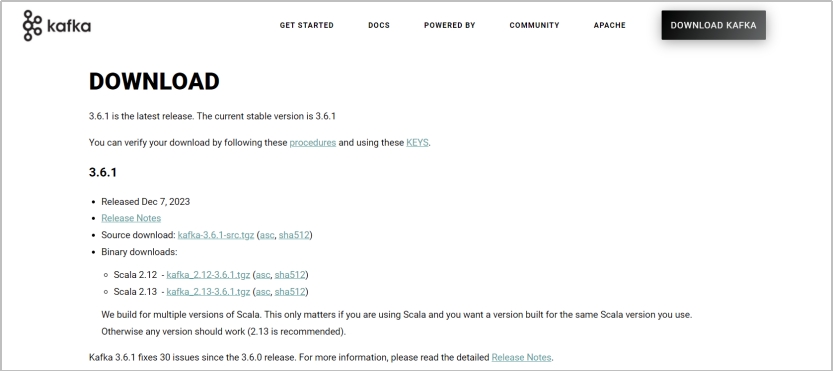 kafka
GET STARTED
DOCS
POWERED BY
COMMUNITY
APACHE
DOWNLOAD KAFKA
DOWNLOAD
3.6.1 is the latest release. The current stable version is 3.6.1
You can verify your download by following these procedures and using these KEYS.
3.6.1
Released Dec 7, 2023
Release Notes
Source download: kafka-3.6.1-src.tgz (asc, sha512)
Binary downloads:
Scala 2.12 - kafka_2.12-3.6.1.tgz (asc, sha512)
Scala 2.13 - kafka_2.13-3.6.1.tgz (asc, sha512)
We build for multiple versions of Scala. This only matters if you are using Scala and you want a version built for the same Scala version you use.
Otherwise any version should work (2.13 is recommended).
Kafka 3.6.1 fixes 30 issues since the 3.6.0 release. For more information, please read the detailed Release Notes.